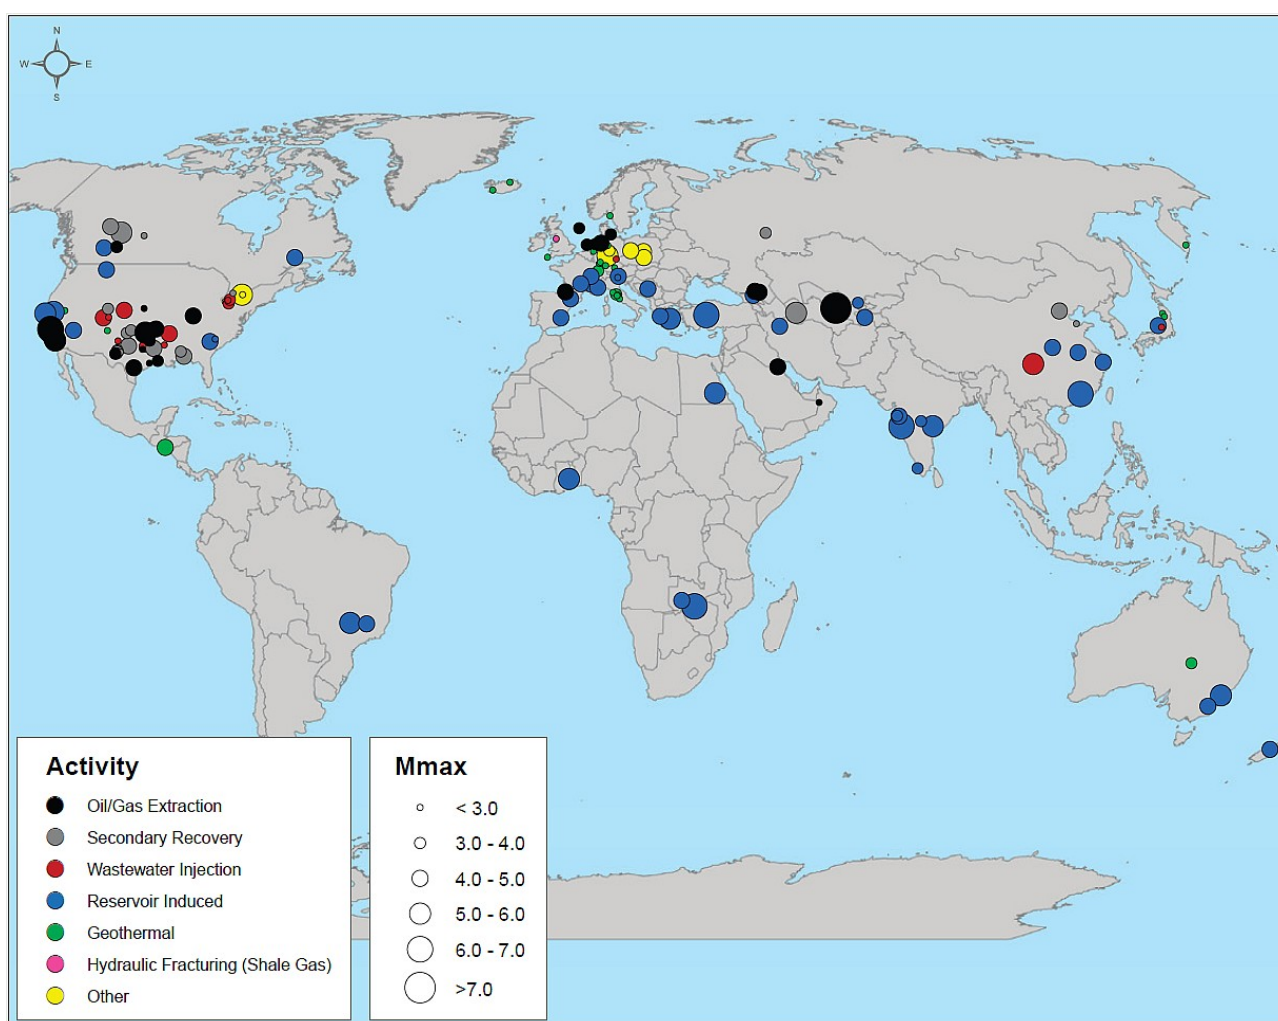 N
W E
S
Activity
Oil/Gas Extraction
Secondary Recovery
Wastewater Injection
Reservoir Induced
Geothermal
Hydraulic Fracturing (Shale Gas)
Other
Mmax
< 3.0
3.0 - 4.0
4.0 - 5.0
5.0 - 6.0
6.0 - 7.0
>7.0